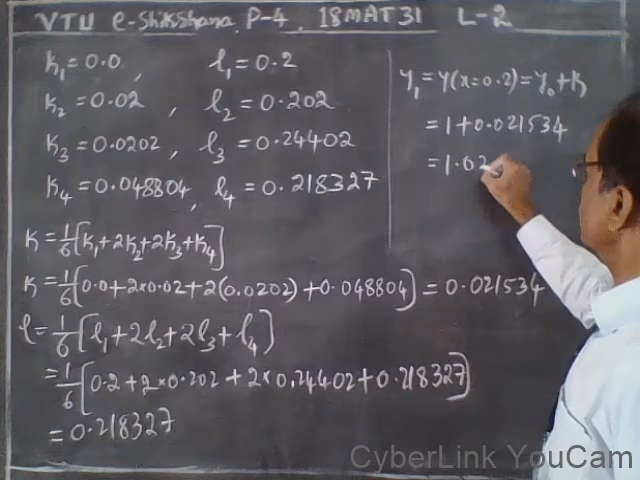 VTU e-Shikshana P-4, 18MAT31 L-2
K₁=0.0, l₁=0.2
K₂=0.02, l₂=0.202
K₃=0.0202, l₃=0.24402
K₄=0.048804, l₄=0.218327
K=1/6[K₁+2K₂+2K₃+K₄]
K=1/6[0.0+2×0.02+2(0.0202)+0.048804]=0.021534
l=1/6[l₁+2l₂+2l₃+l₄]
=1/6[0.2+2×0.202+2×0.24402+0.218327]
=0.218327
y₁=y(x=0.2)=y₀+K
=1+0.021534
=1.02
CyberLink YouCam